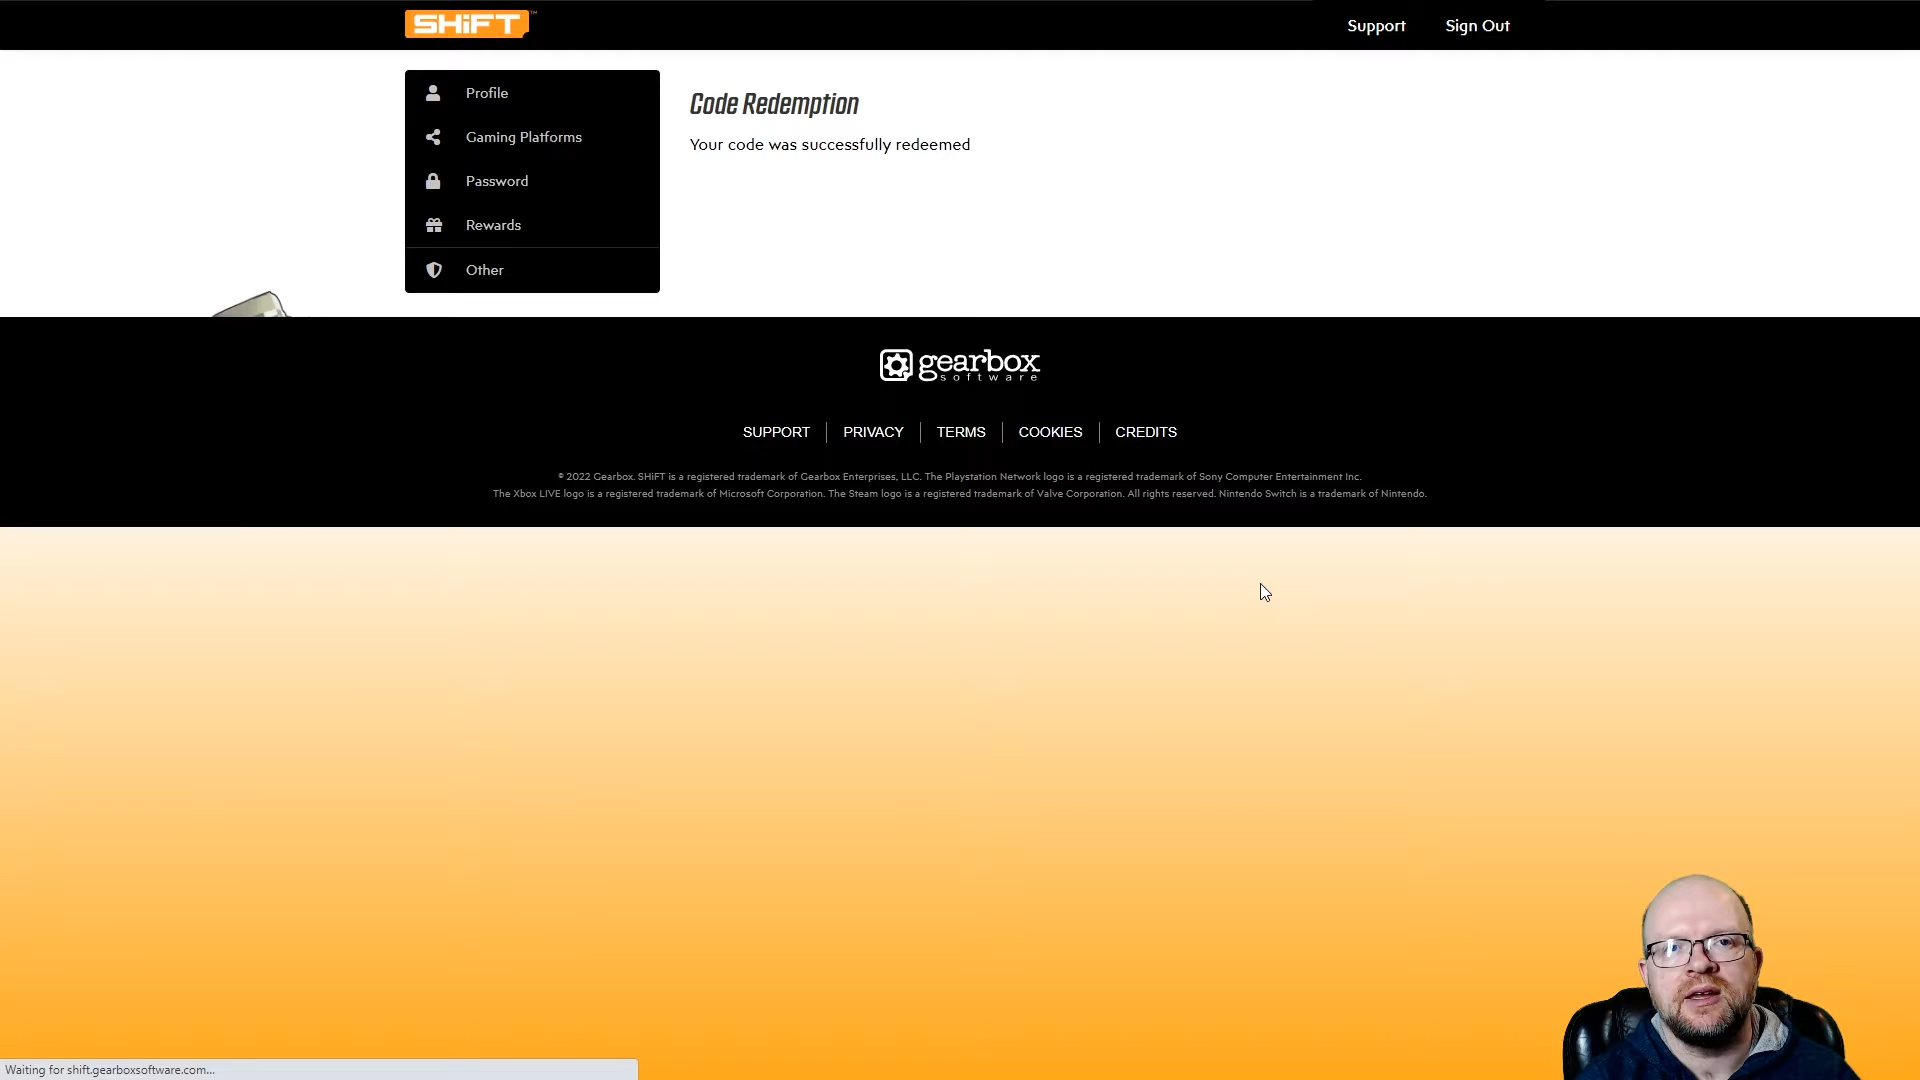 SHiFT™
Support
Sign Out
Profile
Gaming Platforms
Password
Rewards
Other
Code Redemption
Your code was successfully redeemed
gearbox
software
SUPPORT
PRIVACY
TERMS
COOKIES
CREDITS
© 2022 Gearbox. SHiFT is a registered trademark of Gearbox Enterprises, LLC. The Playstation Network logo is a registered trademark of Sony Computer Entertainment Inc.
The Xbox LIVE logo is a registered trademark of Microsoft Corporation. The Steam logo is a registered trademark of Valve Corporation. All rights reserved. Nintendo Switch is a trademark of Nintendo.
Waiting for shift.gearboxsoftware.com...